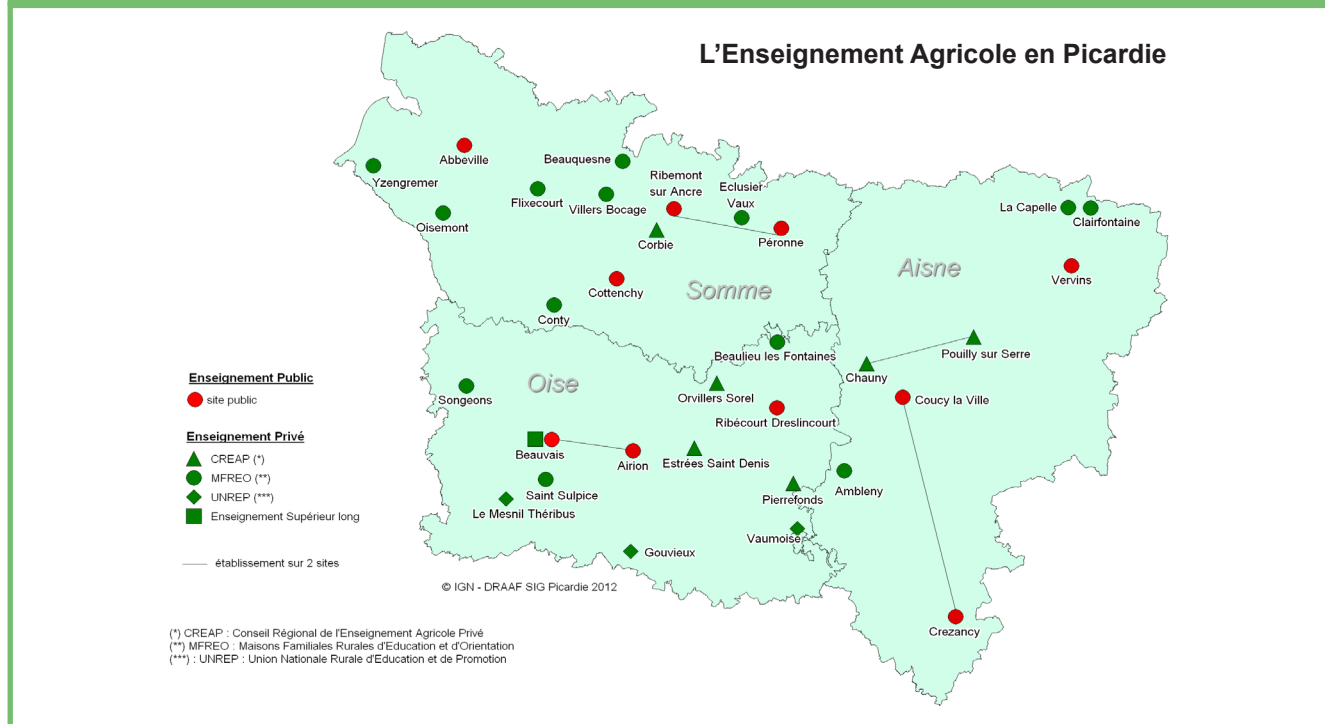 L'Enseignement Agricole en Picardie
Abbeville
Beauquesne
Yzengremer
Flixecourt
Villers Bocage
Ribemont
sur Ancre
Eclusier
Vaux
La Capelle
Clairfontaine
Oisemont
Corbie
Péronne
Aisne
Vervins
Cottenchy
Somme
Conty
Beaulieu les Fontaines
Pouilly sur Serre
Chauny
Oise
Songeons
Orvillers Sorel
Coucy la Ville
Ribécourt Dreslincourt
Beauvais
Airion
Estrées Saint Denis
Saint Sulpice
Pierrefonds
Ambleny
Le Mesnil Théribus
Vaumoise
Gouvieux
Crezancy
Enseignement Public
site public
Enseignement Privé
CREAP (*)
MFREO (**)
UNREP (***)
Enseignement Supérieur long
établissement sur 2 sites
© IGN - DRAAF SIG Picardie 2012
(*) CREAP : Conseil Régional de l'Enseignement Agricole Privé
(**) MFREO : Maisons Familiales Rurales d'Education et d'Orientation
(***) : UNREP : Union Nationale Rurale d'Education et de Promotion